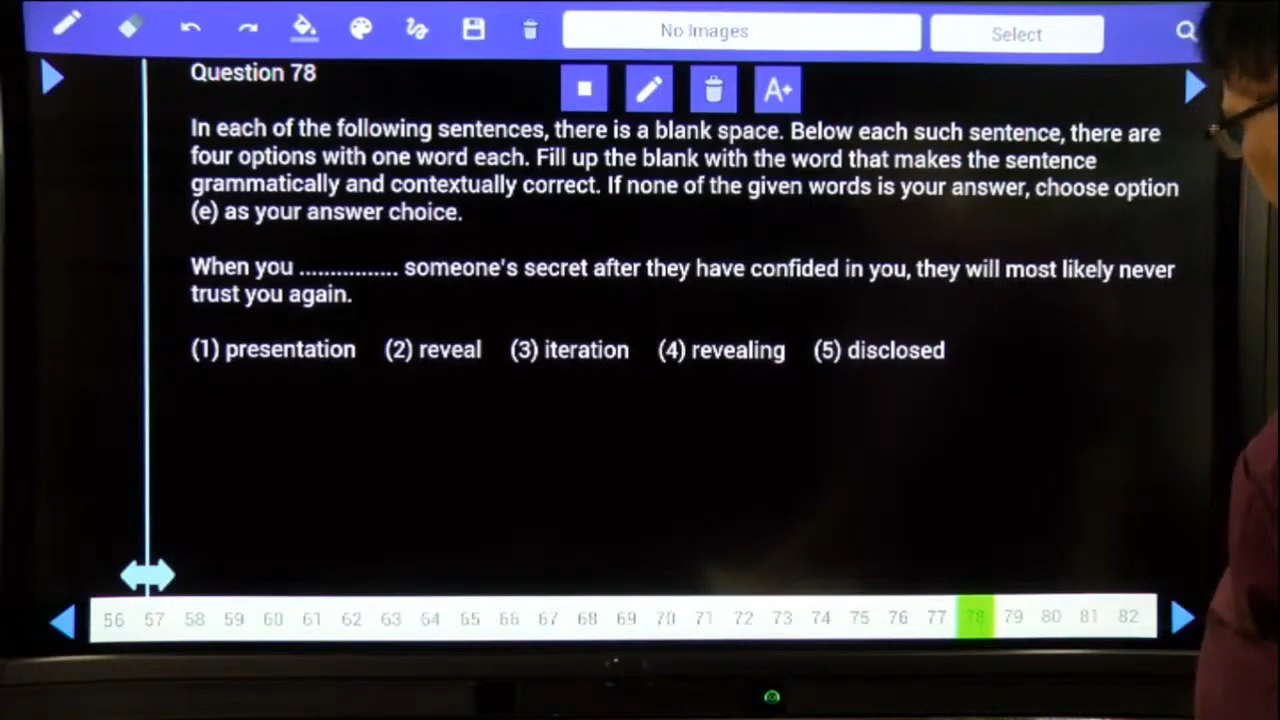 No Images
Select
Question 78
A+
In each of the following sentences, there is a blank space. Below each such sentence, there are
four options with one word each. Fill up the blank with the word that makes the sentence
grammatically and contextually correct. If none of the given words is your answer, choose option
(e) as your answer choice.
When you ................ someone's secret after they have confided in you, they will most likely never
trust you again.
(1) presentation (2) reveal (3) iteration (4) revealing (5) disclosed
56 57 58 59 60 61 62 63 64 65 66 67 68 69 70 71 72 73 74 75 76 77 78 79 80 81 82